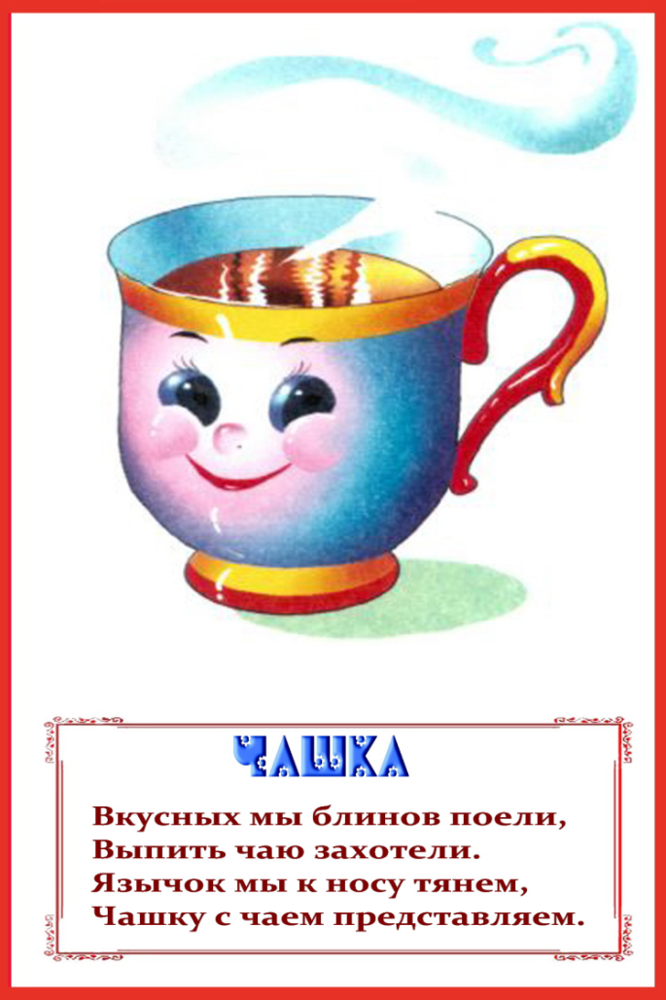 ЧАШКА
Вкусных мы блинов поели,
Выпить чаю захотели.
Язычок мы к носу тянем,
Чашку с чаем представляем.